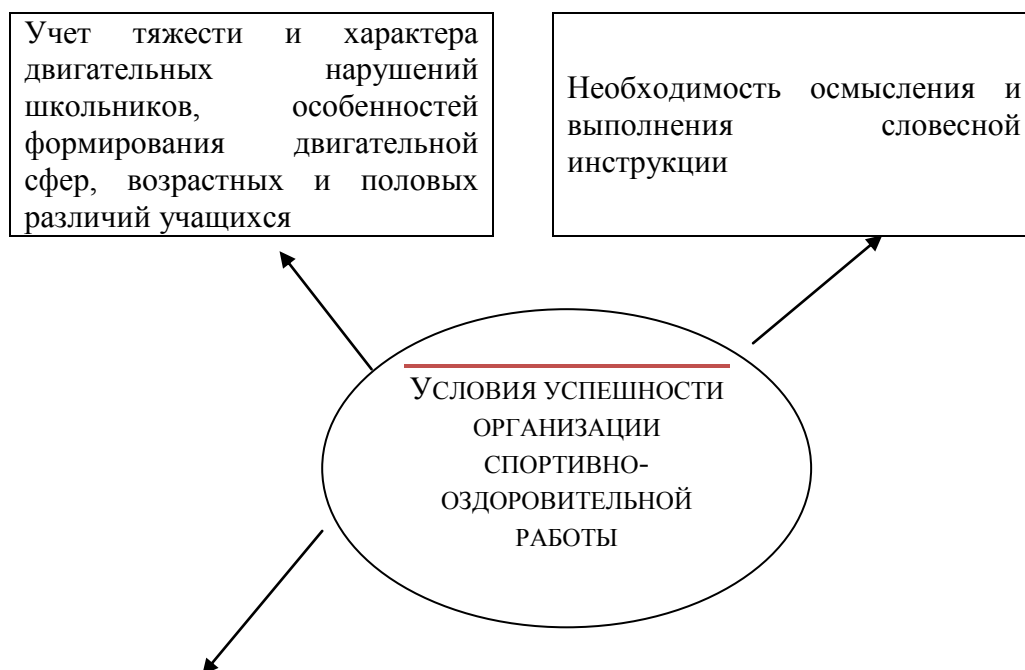 Учет тяжести и характера
двигательных нарушений
школьников, особенностей
формирования двигательной
сфер, возрастных и половых
различий учащихся
Необходимость осмысления и
выполнения словесной
инструкции
УСЛОВИЯ УСПЕШНОСТИ
ОРГАНИЗАЦИИ
СПОРТИВНО-
ОЗДОРОВИТЕЛЬНОЙ
РАБОТЫ